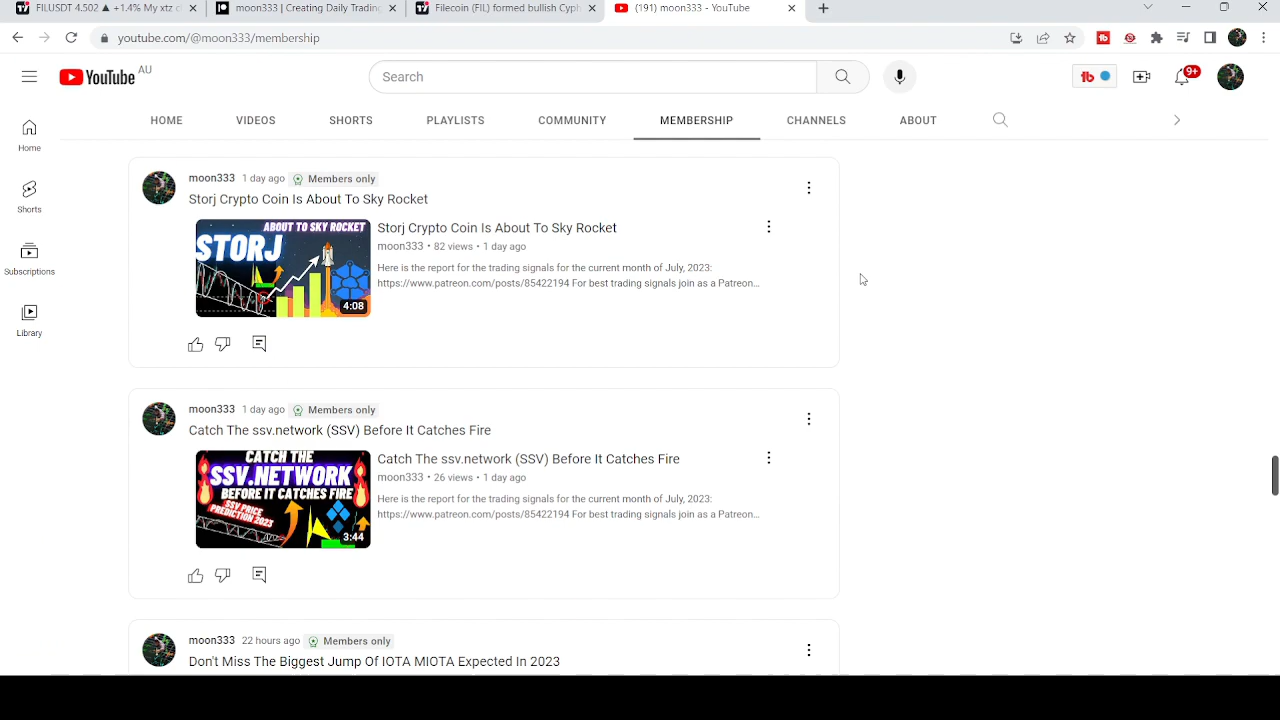 FILUSDT 4.502 ▲ +1.4% My xtz c
moon333 | Creating Daily Trading
Filecoin (FIL) formed bullish Cyph
(191) moon333 - YouTube
youtube.com/@moon333/membership
YouTube AU
Search
9+
HOME
VIDEOS
SHORTS
PLAYLISTS
COMMUNITY
MEMBERSHIP
CHANNELS
ABOUT
Home
Shorts
Subscriptions
Library
moon333 1 day ago Members only
Storj Crypto Coin Is About To Sky Rocket
ABOUT TO SKY ROCKET
STORJ
4:08
Storj Crypto Coin Is About To Sky Rocket
moon333 • 82 views • 1 day ago
Here is the report for the trading signals for the current month of July, 2023:
https://www.patreon.com/posts/85422194 For best trading signals join as a Patreon...
moon333 1 day ago Members only
Catch The ssv.network (SSV) Before It Catches Fire
CATCH THE
SSV.NETWORK
BEFORE IT CATCHES FIRE
SSV PRICE
PREDICTION 2023
3:44
Catch The ssv.network (SSV) Before It Catches Fire
moon333 • 26 views • 1 day ago
Here is the report for the trading signals for the current month of July, 2023:
https://www.patreon.com/posts/85422194 For best trading signals join as a Patreon...
moon333 22 hours ago Members only
Don't Miss The Biggest Jump Of IOTA MIOTA Expected In 2023